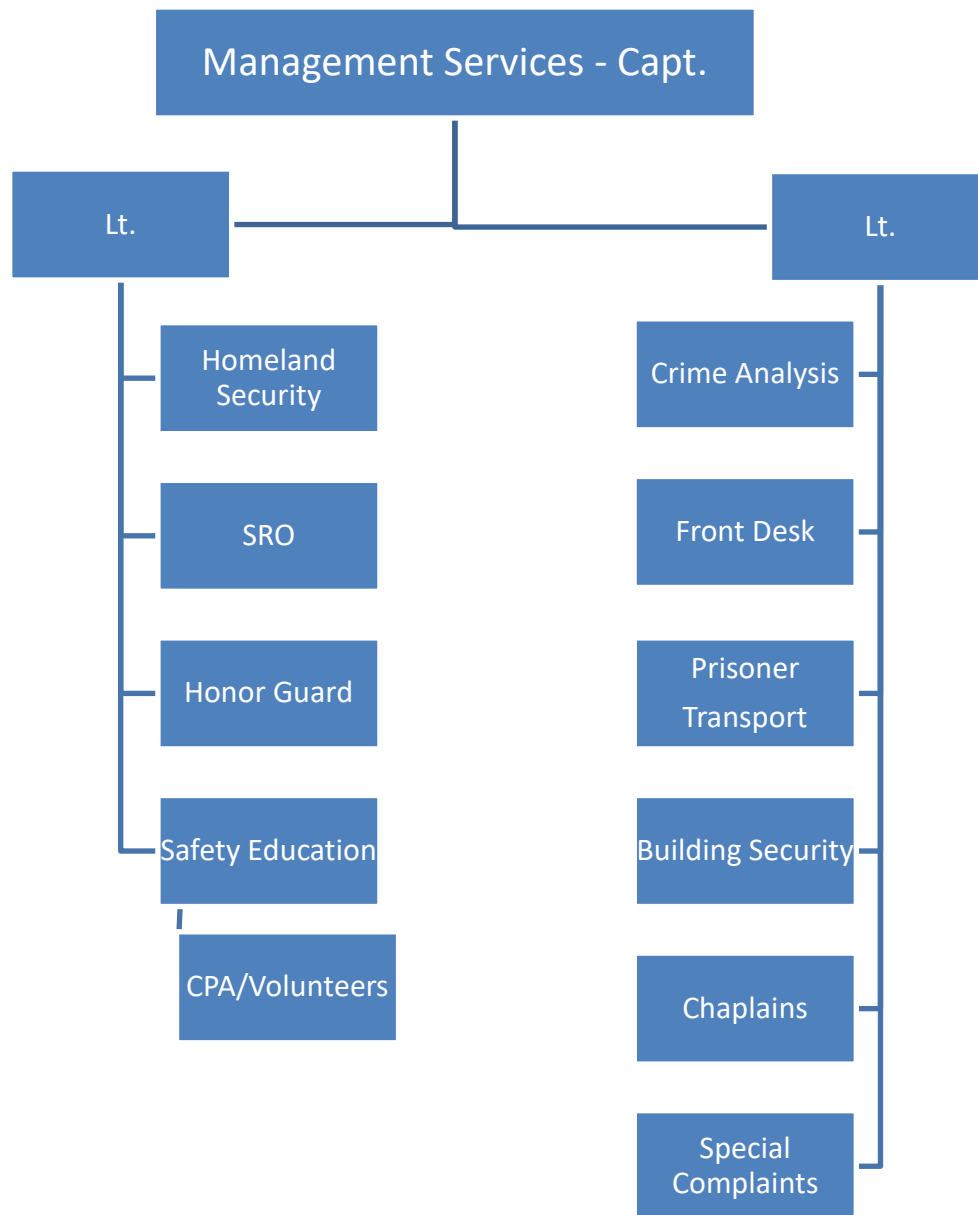 Management Services - Capt.
Lt.
Lt.
Homeland
Security
SRO
Honor Guard
Safety Education
CPA/Volunteers
Crime Analysis
Front Desk
Prisoner
Transport
Building Security
Chaplains
Special
Complaints